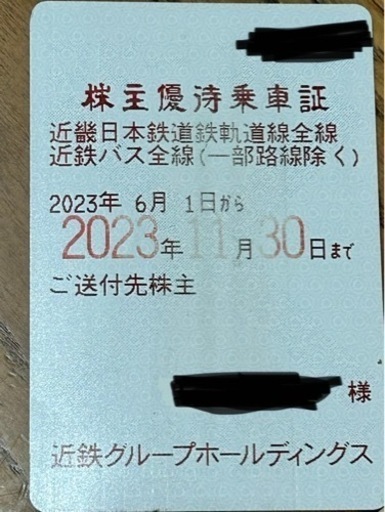 株主優待乗車証
近畿日本鉄道鉄軌道線全線
近鉄バス全線(一部路線除く)
2023年 6月 1日から
2023年 11月 30日まで
ご送付先株主
様
近鉄グループホールディングス